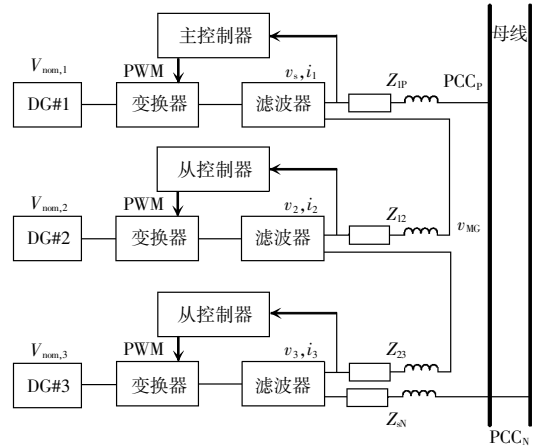 主控制器
母线
V_nom,1
PWM
v_s,i_1
Z_1P
PCC_P
DG#1
变换器
滤波器
从控制器
V_nom,2
PWM
v_2,i_2
Z_12
v_MG
DG#2
变换器
滤波器
从控制器
V_nom,3
PWM
v_3,i_3
Z_23
DG#3
变换器
滤波器
Z_sN
PCC_N